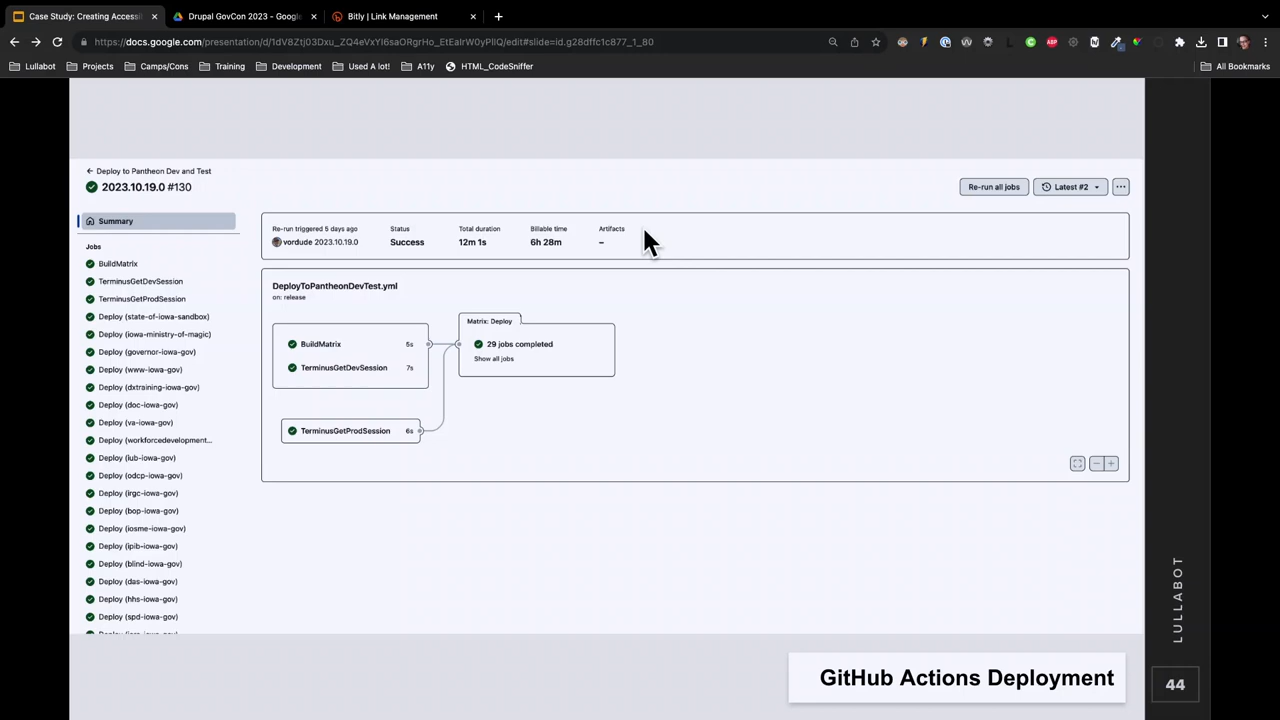 Case Study: Creating Accessi
Drupal GovCon 2023 - Google
Bitly | Link Management
docs.google.com/presentation/d/1dV8Ztj03Dxu_ZQ4eVxYI6saORgrHo_EtEaIrW0yPlIQ/edit#slide=id.g28dffc1c877_1_80
Lullabot
Projects
Camps/Cons
Training
Development
Used A lot!
A11y
HTML_CodeSniffer
All Bookmarks
Deploy to Pantheon Dev and Test
2023.10.19.0 #130
Re-run all jobs
Latest #2
Summary
Jobs
BuildMatrix
TerminusGetDevSession
TerminusGetProdSession
Deploy (state-of-iowa-sandbox)
Deploy (iowa-ministry-of-magic)
Deploy (governor-iowa-gov)
Deploy (www-iowa-gov)
Deploy (dxtraining-iowa-gov)
Deploy (doc-iowa-gov)
Deploy (va-iowa-gov)
Deploy (workforcedevelopment...
Deploy (iub-iowa-gov)
Deploy (odcp-iowa-gov)
Deploy (irgc-iowa-gov)
Deploy (bop-iowa-gov)
Deploy (iosme-iowa-gov)
Deploy (ipib-iowa-gov)
Deploy (blind-iowa-gov)
Deploy (das-iowa-gov)
Deploy (hhs-iowa-gov)
Deploy (spd-iowa-gov)
Re-run triggered 5 days ago
vordude 2023.10.19.0
Status
Success
Total duration
12m 1s
Billable time
6h 28m
Artifacts
–
DeployToPantheonDevTest.yml
on: release
BuildMatrix 5s
TerminusGetDevSession 7s
TerminusGetProdSession 6s
Matrix: Deploy
29 jobs completed
Show all jobs
GitHub Actions Deployment
LULLABOT
44